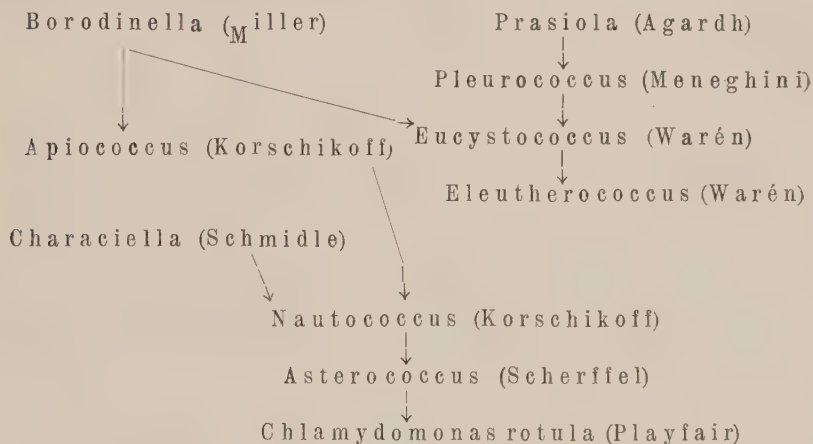 Borodinella (Miller) Prasiola (Agardh)
Pleurococcus (Meneghini)
Apiococcus (Korschikoff) Eucystococcus (Warén)
Eleutherococcus (Warén)
Characiella (Schmidle)
Nautococcus (Korschikoff)
Asterococcus (Scherffel)
Chlamydomonas rotula (Playfair)